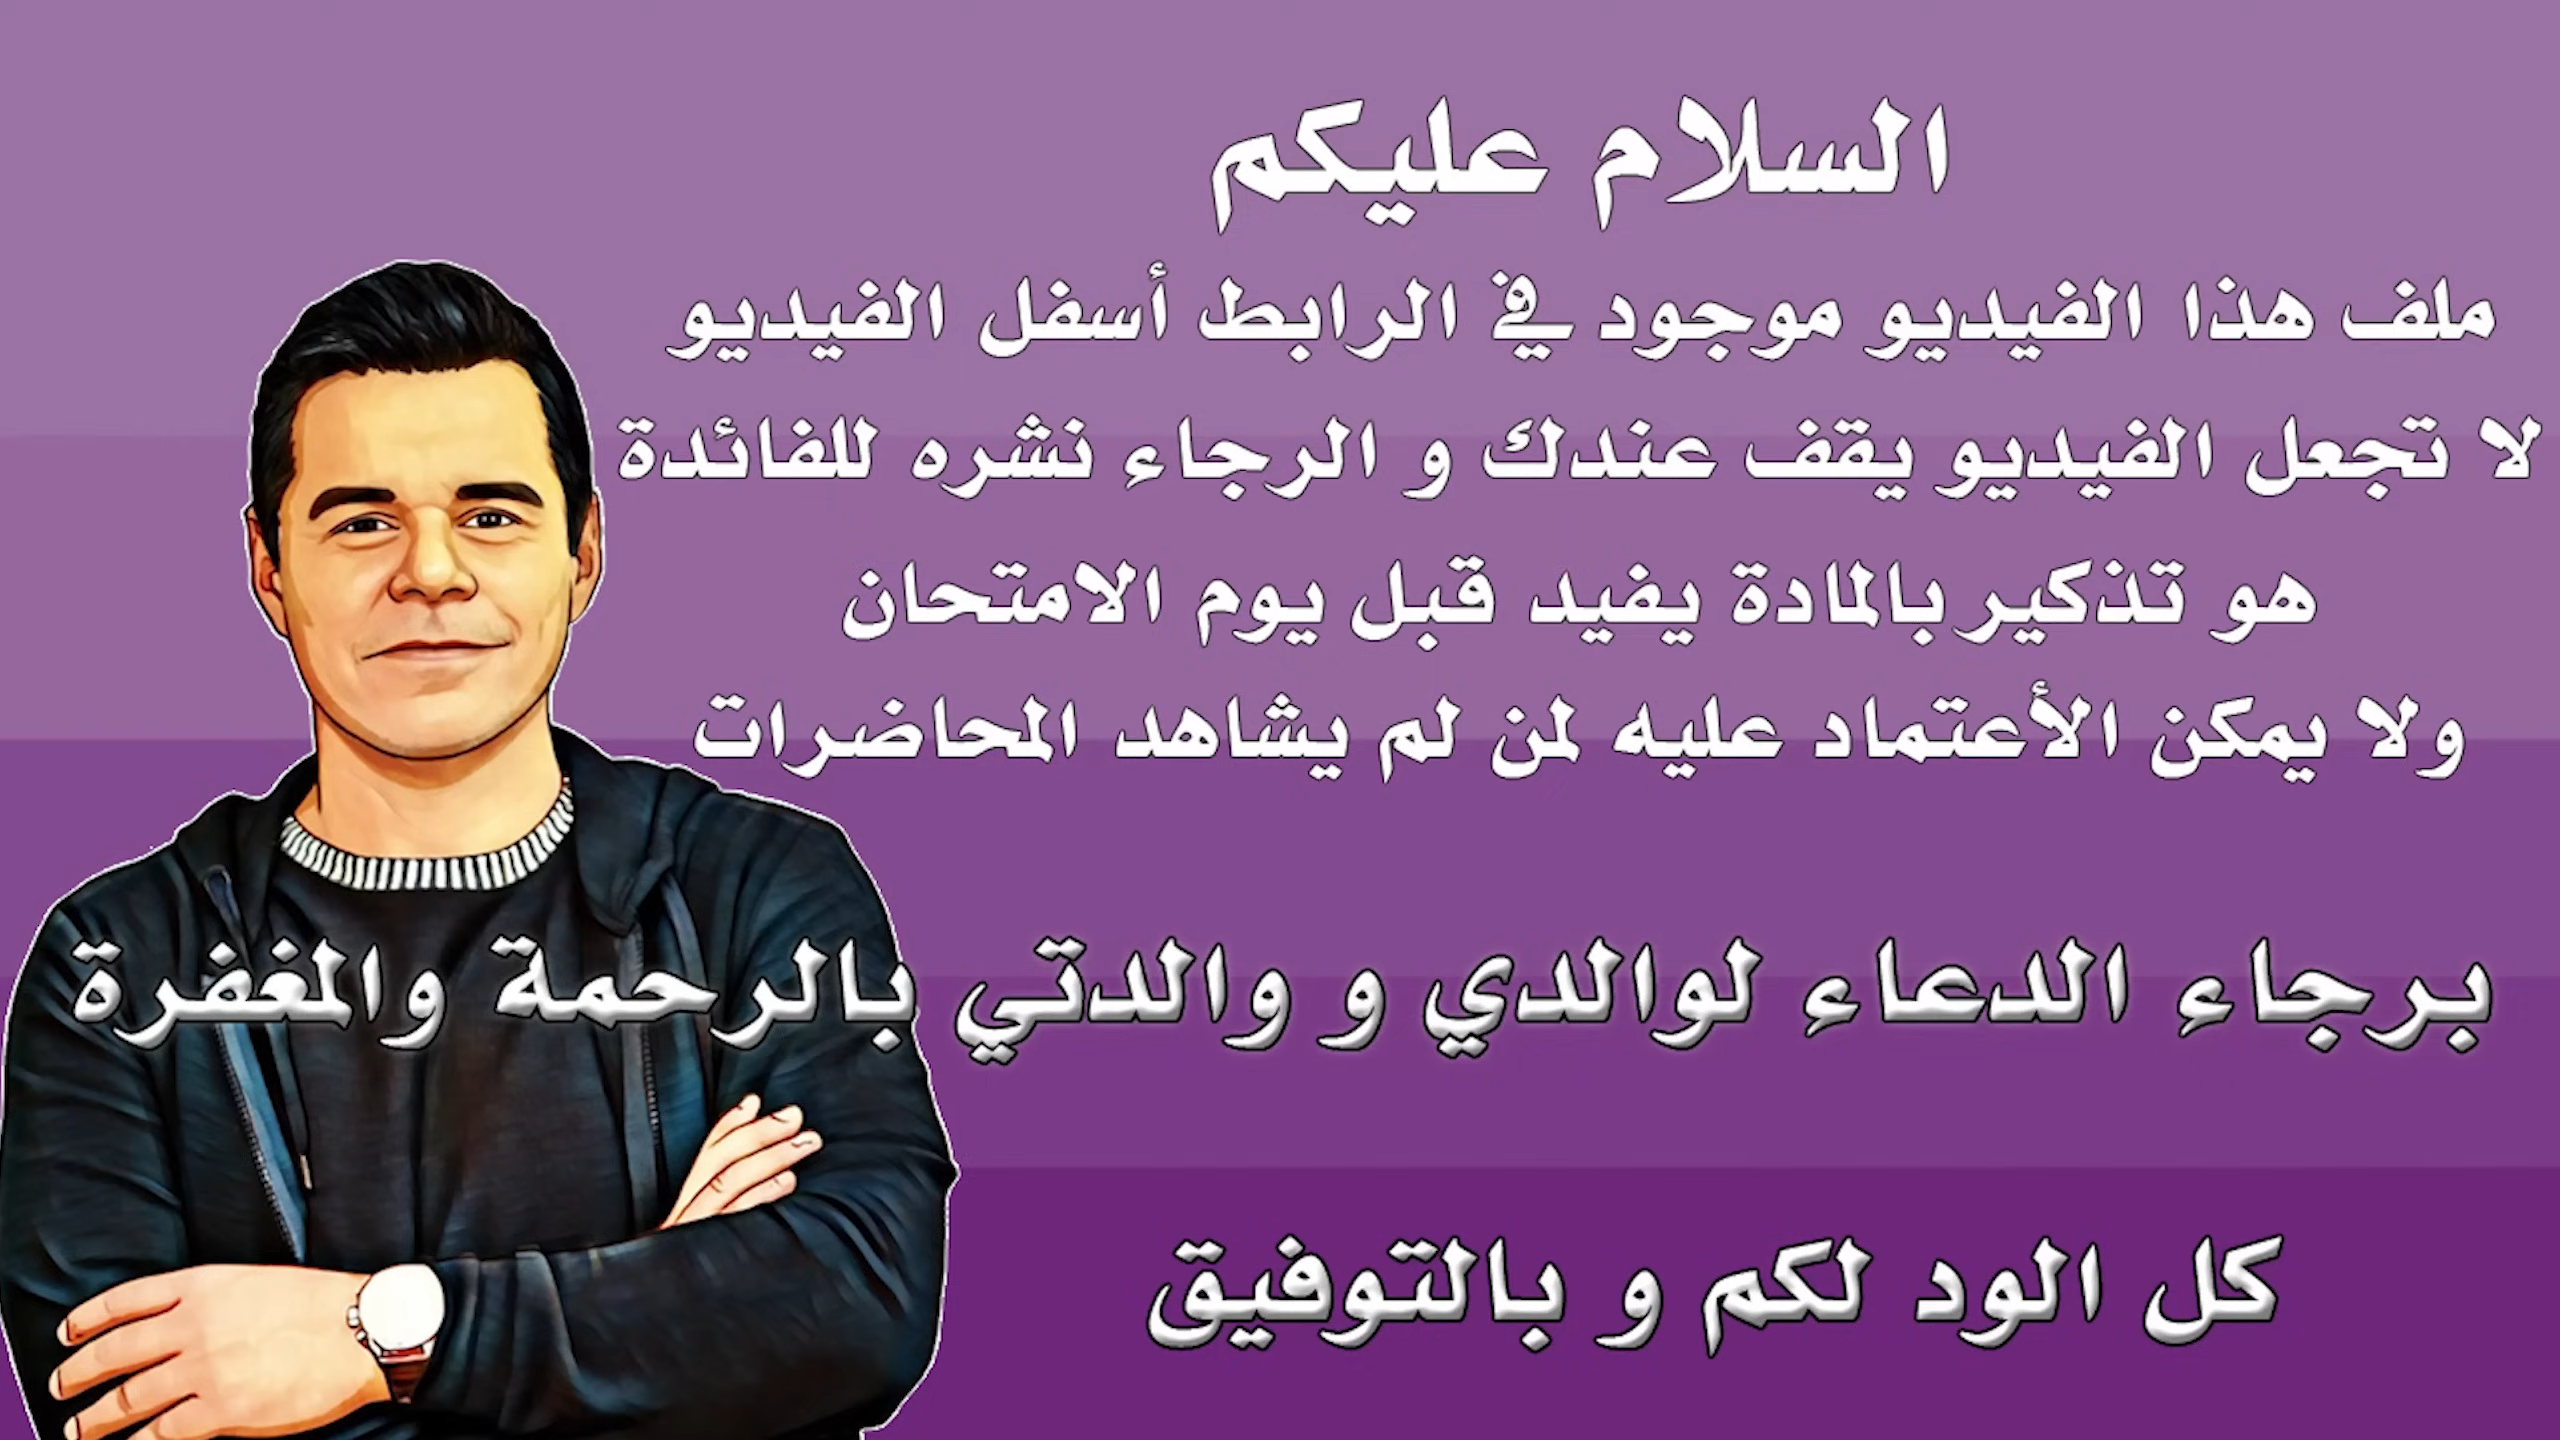 السلام عليكم
ملف هذا الفيديو موجود في الرابط أسفل الفيديو
لا تجعل الفيديو يقف عندك و الرجاء نشره للفائدة
هو تذكير بالمادة يفيد قبل يوم الامتحان
ولا يمكن الأعتماد عليه لمن لم يشاهد المحاضرات
برجاء الدعاء لوالدي و والدتي بالرحمة والمغفرة
كل الود لكم و بالتوفيق